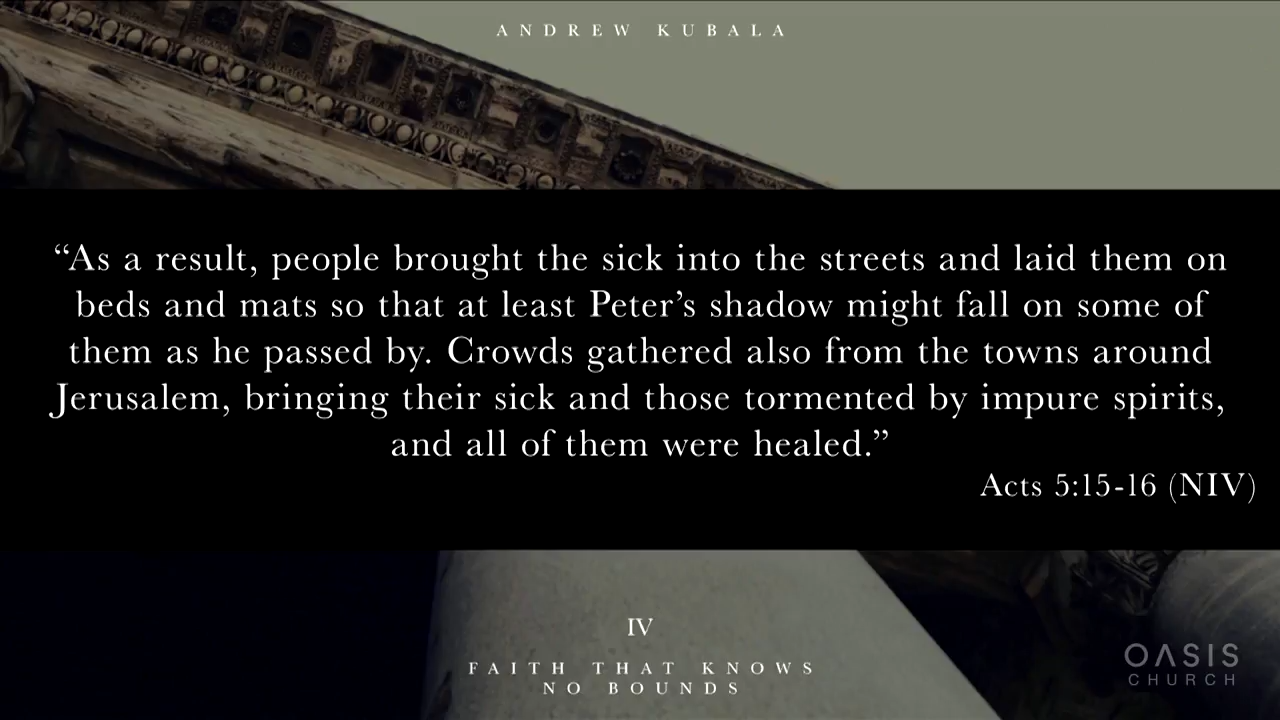 ANDREW KUBALA
“As a result, people brought the sick into the streets and laid them on
beds and mats so that at least Peter’s shadow might fall on some of
them as he passed by. Crowds gathered also from the towns around
Jerusalem, bringing their sick and those tormented by impure spirits,
and all of them were healed.”
Acts 5:15-16 (NIV)
IV
FAITH THAT KNOWS
NO BOUNDS
OASIS
CHURCH